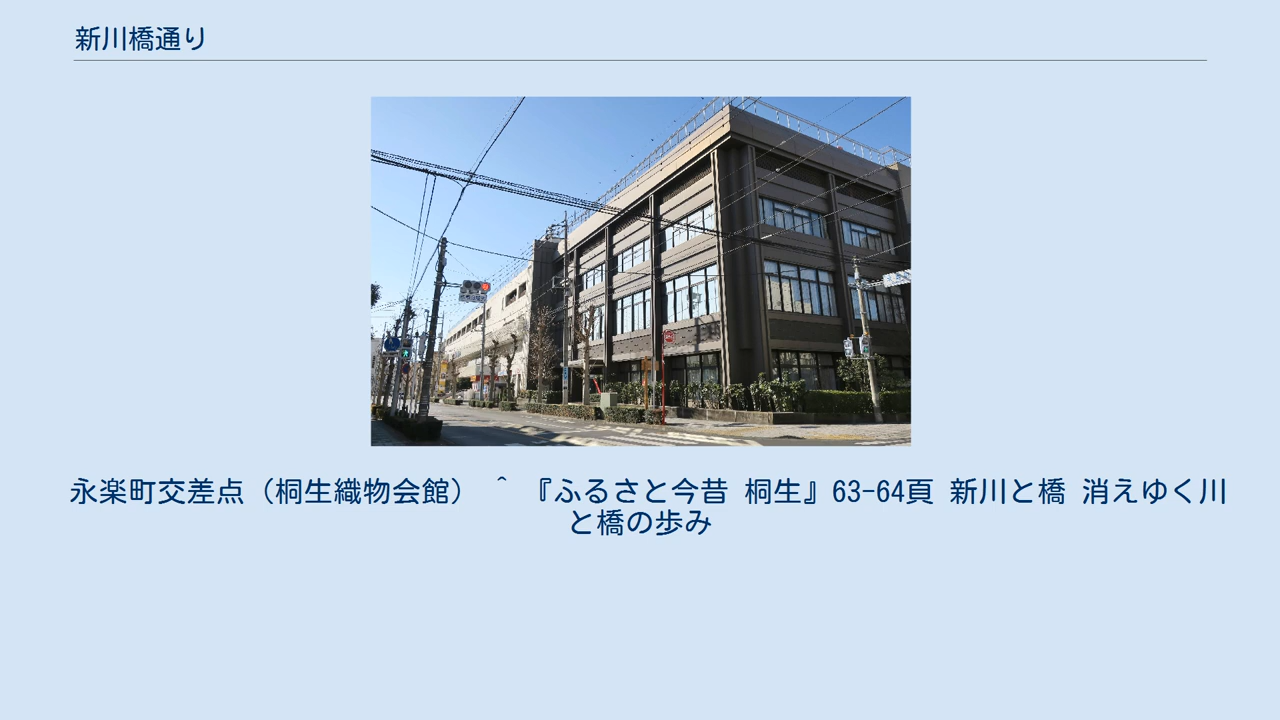 新川橋通り
永楽町交差点（桐生織物会館） ^ 『ふるさと今昔 桐生』63-64頁 新川と橋 消えゆく川
と橋の歩み